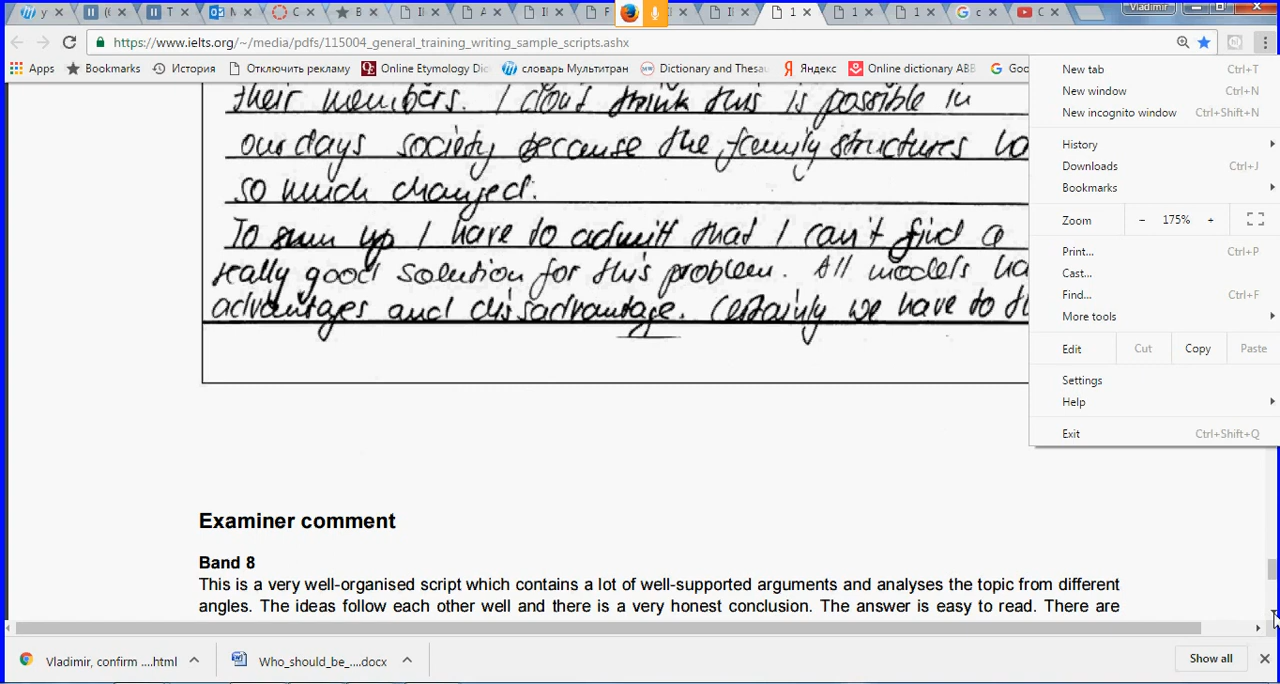 Vladimir
https://www.ielts.org/~/media/pdfs/115004_general_training_writing_sample_scripts.ashx
Apps Bookmarks История Отключить рекламу Online Etymology Dic словарь Мультитран Dictionary and Thesau Яндекс Online dictionary ABB Goo
New tab Ctrl+T
New window Ctrl+N
New incognito window Ctrl+Shift+N
History
Downloads Ctrl+J
Bookmarks
Zoom - 175% +
Print... Ctrl+P
Cast...
Find... Ctrl+F
More tools
Edit Cut Copy Paste
Settings
Help
Exit Ctrl+Shift+Q
their members. I don't think this is possible in
our days society because the family structures ha
so much changed.
To sum up I have to admitt that I can't find a
really good solution for this problem. All models ha
advantages and disadvantage. Certainly we have to
Examiner comment
Band 8
This is a very well-organised script which contains a lot of well-supported arguments and analyses the topic from different
angles. The ideas follow each other well and there is a very honest conclusion. The answer is easy to read. There are
Vladimir, confirm ....html Who_should_be_....docx Show all